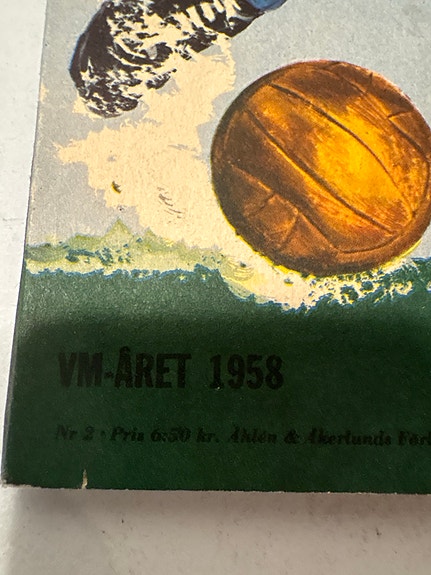 VM-ÅRET 1958
Nr 2 · Pris 6:50 kr. Åhlén & Åkerlunds